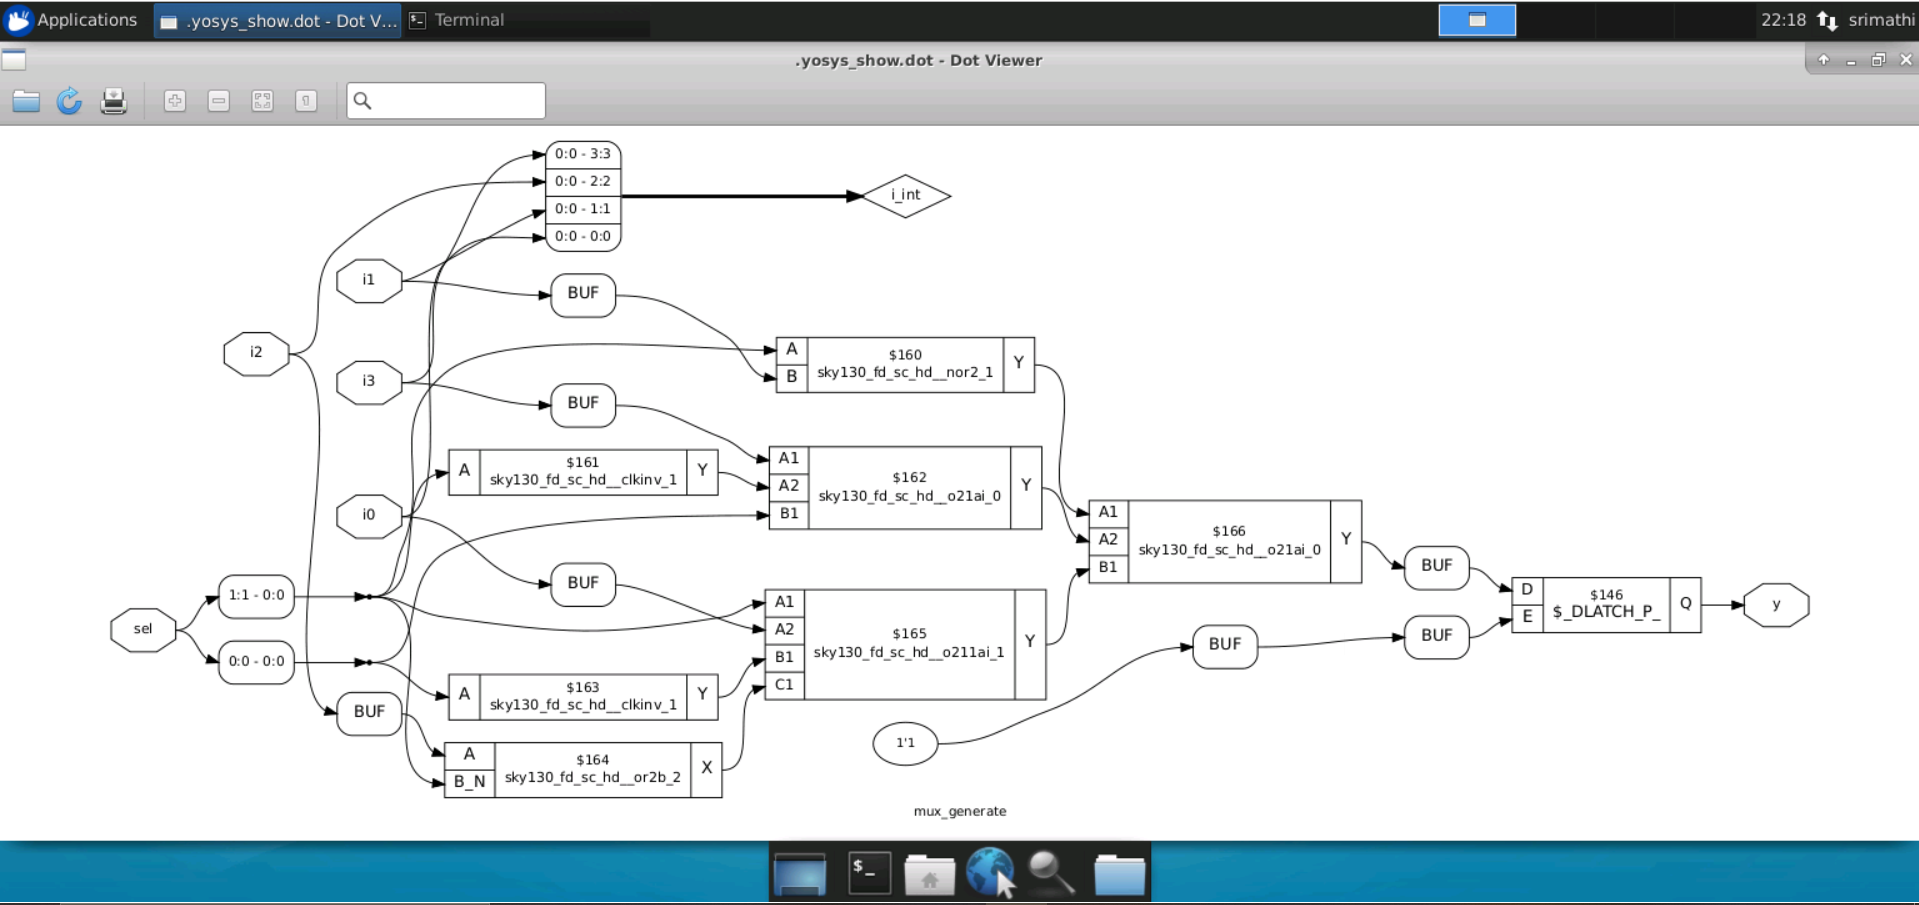 Applications
.yosys_show.dot - Dot V...
Terminal
22:18
srimathi
.yosys_show.dot - Dot Viewer
0:0 - 3:3
0:0 - 2:2
0:0 - 1:1
0:0 - 0:0
i_int
i1
BUF
i2
A
B
$160
sky130_fd_sc_hd__nor2_1
Y
i3
BUF
A
$161
sky130_fd_sc_hd__clkinv_1
Y
A1
A2
B1
$162
sky130_fd_sc_hd__o21ai_0
Y
i0
BUF
A1
A2
B1
$166
sky130_fd_sc_hd__o21ai_0
Y
BUF
sel
1:1 - 0:0
0:0 - 0:0
A1
A2
B1
C1
$165
sky130_fd_sc_hd__o211ai_1
Y
BUF
BUF
D
E
$146
$_DLATCH_P_
Q
y
BUF
A
$163
sky130_fd_sc_hd__clkinv_1
Y
A
B_N
$164
sky130_fd_sc_hd__or2b_2
X
1'1
mux_generate
$_